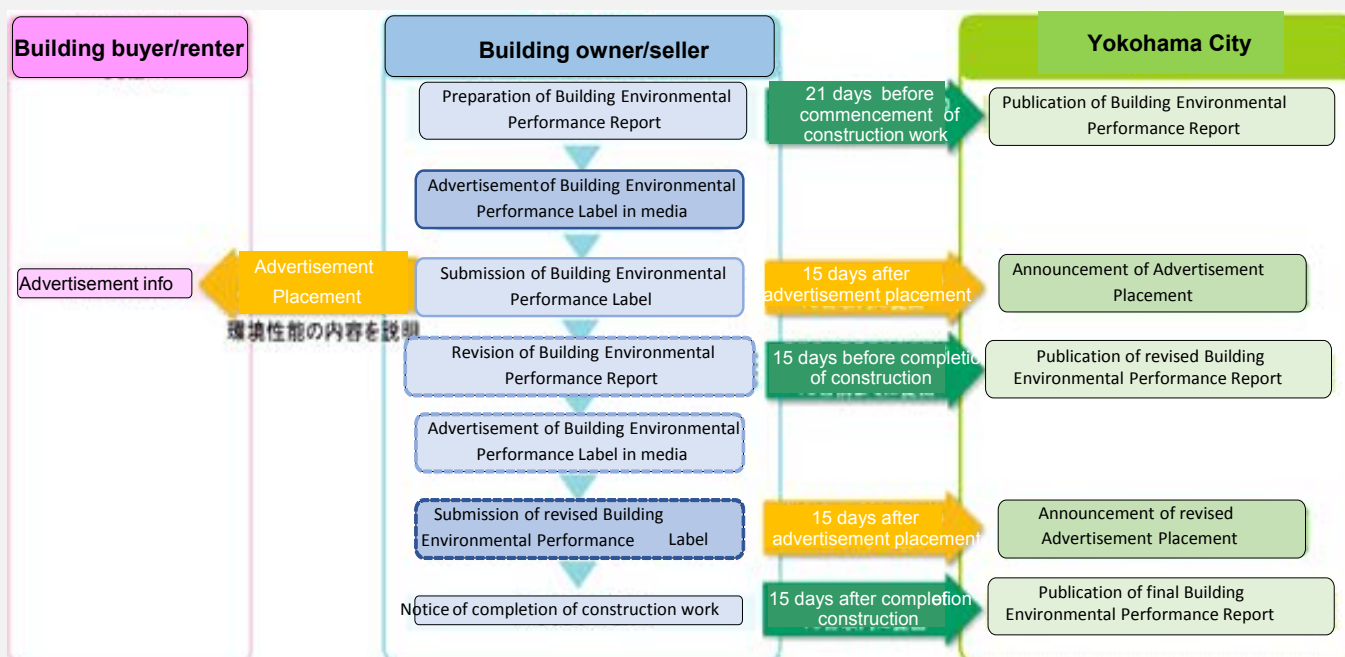 Building buyer/renter
Building owner/seller
Yokohama City
Preparation of Building Environmental
Performance Report
21 days before
commencement of
construction work
Publication of Building Environmental
Performance Report
Advertisementof Building Environmental
Performance Label in media
Advertisement info
Advertisement
Placement
環境性能の内容を説明
Submission of Building Environmental
Performance Label
15 days after
advertisement placement
Announcement of Advertisement
Placement
Revision of Building Environmental
Performance Report
15 days before completio
of construction
Publication of revised Building
Environmental Performance Report
Advertisement of Building Environmental
Performance Label in media
Submission of revised Building
Environmental Performance Label
15 days after
advertisement placement
Announcement of revised
Advertisement Placement
Notice of completion of construction work
15 days after completion of
construction
Publication of final Building
Environmental Performance Report